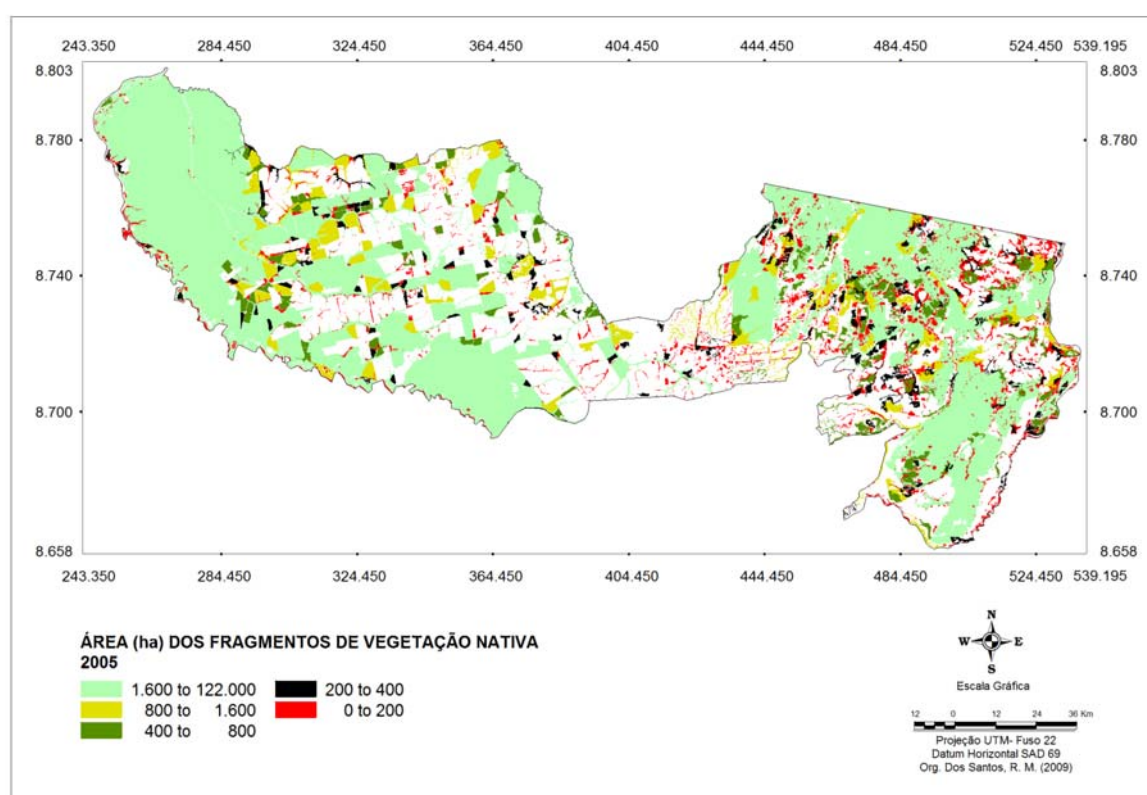 243.350 284.450 324.450 364.450 404.450 444.450 484.450 524.450 539.195
8.803 8.803
8.780 8.780
8.740 8.740
8.700 8.700
8.658 8.658
243.350 284.450 324.450 364.450 404.450 444.450 484.450 524.450 539.195
ÁREA (ha) DOS FRAGMENTOS DE VEGETAÇÃO NATIVA
2005
1.600 to 122.000 200 to 400
800 to 1.600 0 to 200
400 to 800
N
W E
S
Escala Gráfica
12 0 12 24 36 Km
Projeção UTM- Fuso 22
Datum Horizontal SAD 69
Org. Dos Santos, R. M. (2009)